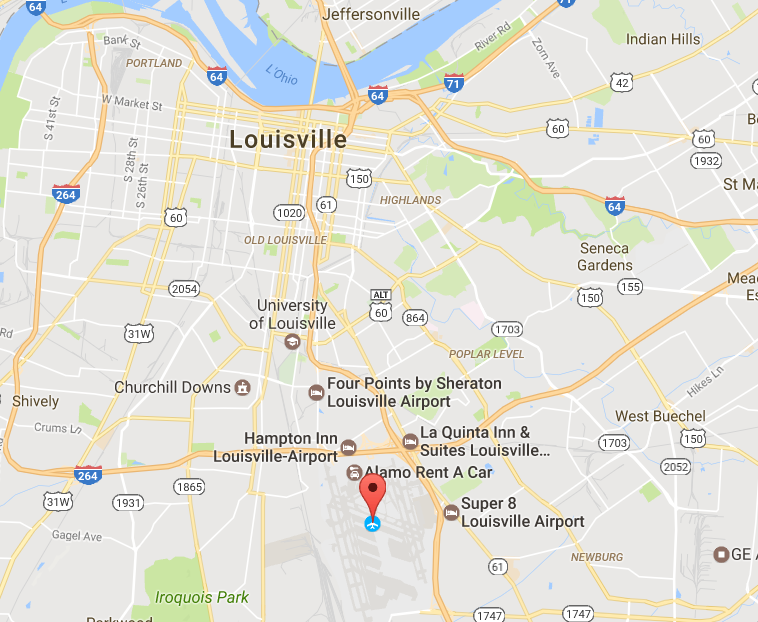 64
Jeffersonville
71
Bank St
River Rd
Indian Hills
PORTLAND
64
L'Ohio
Zorn Ave
64
71
42
S 41st St
W Market St
60
60
Louisville
1932
S 28th St
S 26th St
150
St M
264
HIGHLANDS
64
60
1020
61
OLD LOUISVILLE
Seneca
Gardens
Mea
Es
2054
155
ALT
60
150
University
of Louisville
864
1703
31W
Rd
POPLAR LEVEL
Churchill Downs
Four Points by Sheraton
Louisville Airport
Hikes Ln
Shively
West Buechel
Crums Ln
La Quinta Inn &
Suites Louisville...
Hampton Inn
Louisville-Airport
1703
150
264
Alamo Rent A Car
2052
1865
31W
1931
Super 8
Louisville Airport
Gagel Ave
NEWBURG
GE A
61
Iroquois Park
1747
1747